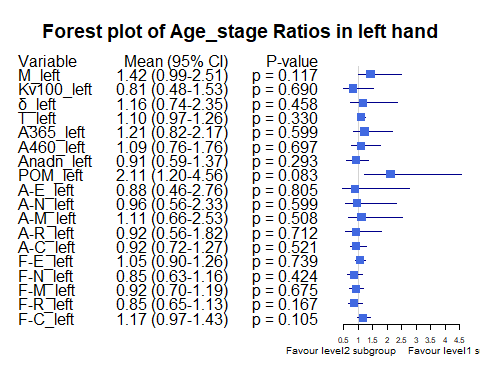 Forest plot of Age_stage Ratios in left hand
Variable Mean (95% CI) P-value
M_left 1.42 (0.99-2.51) p = 0.117
Kv100_left 0.81 (0.48-1.53) p = 0.690
δ_left 1.16 (0.74-2.35) p = 0.458
T_left 1.10 (0.97-1.26) p = 0.330
A365_left 1.21 (0.82-2.17) p = 0.599
A460_left 1.09 (0.76-1.76) p = 0.697
Anadn_left 0.91 (0.59-1.37) p = 0.293
POM_left 2.11 (1.20-4.56) p = 0.083
A-E_left 0.88 (0.46-2.76) p = 0.805
A-N_left 0.96 (0.56-2.33) p = 0.599
A-M_left 1.11 (0.66-2.53) p = 0.508
A-R_left 0.92 (0.56-1.82) p = 0.712
A-C_left 0.92 (0.72-1.27) p = 0.521
F-E_left 1.05 (0.90-1.26) p = 0.739
F-N_left 0.85 (0.63-1.16) p = 0.424
F-M_left 0.92 (0.70-1.19) p = 0.675
F-R_left 0.85 (0.65-1.13) p = 0.167
F-C_left 1.17 (0.97-1.43) p = 0.105
0.5 1 1.5 2 2.5 3 3.5 4 4.5
Favour level2 subgroup Favour level1 s